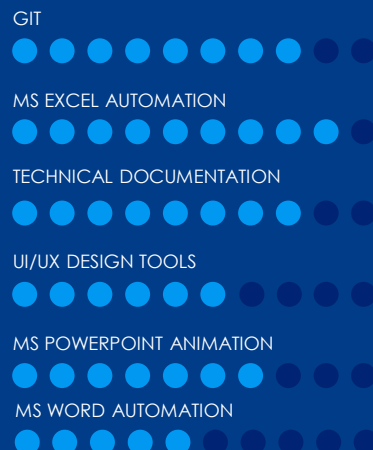 GIT
MS EXCEL AUTOMATION
TECHNICAL DOCUMENTATION
UI/UX DESIGN TOOLS
MS POWERPOINT ANIMATION
MS WORD AUTOMATION